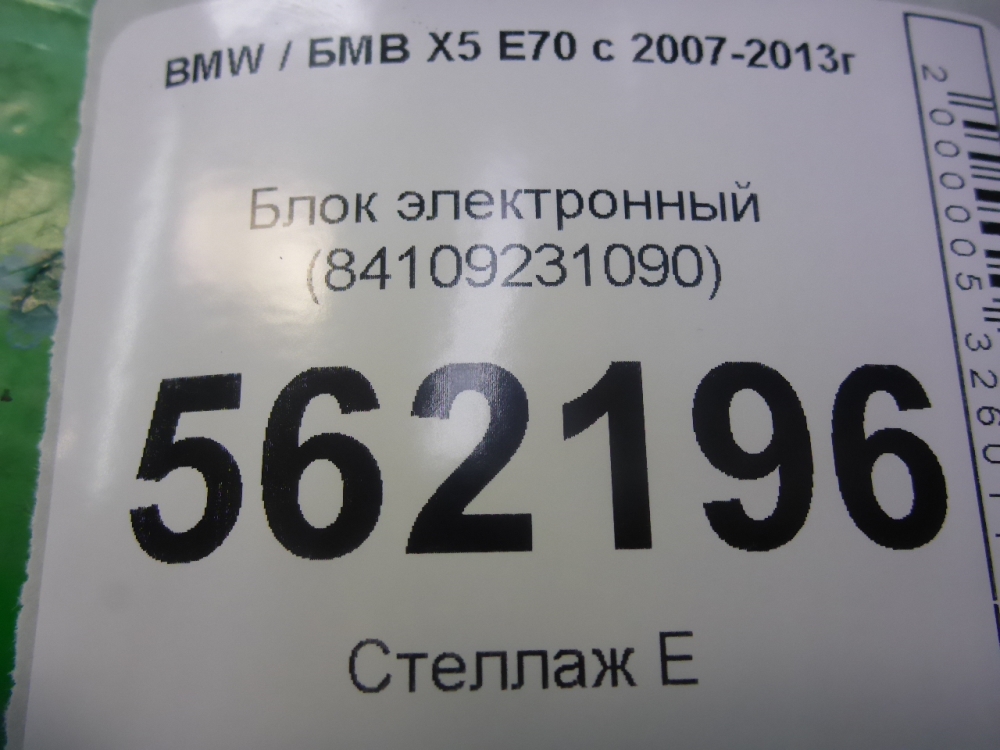 BMW / БМВ X5 E70 с 2007-2013г
Блок электронный
(84109231090)
562196
Стеллаж Е